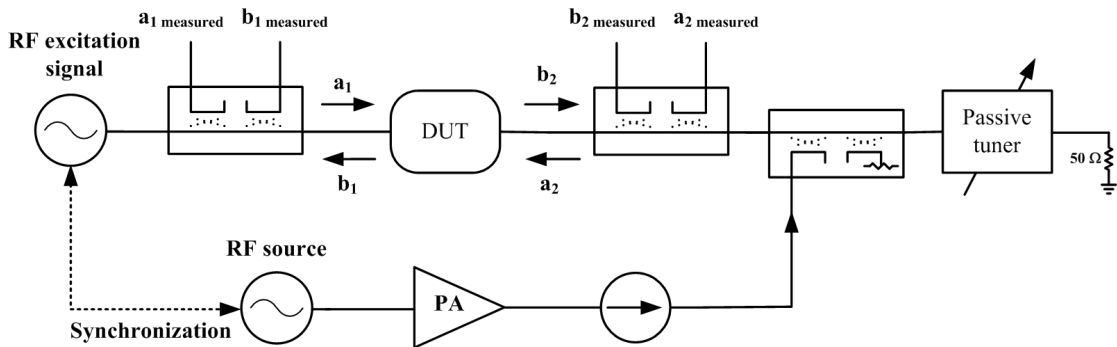 a1 measured
b1 measured
b2 measured
a2 measured
RF excitation
signal
a1
b2
DUT
Passive
tuner
50 Ω
b1
a2
RF source
PA
Synchronization